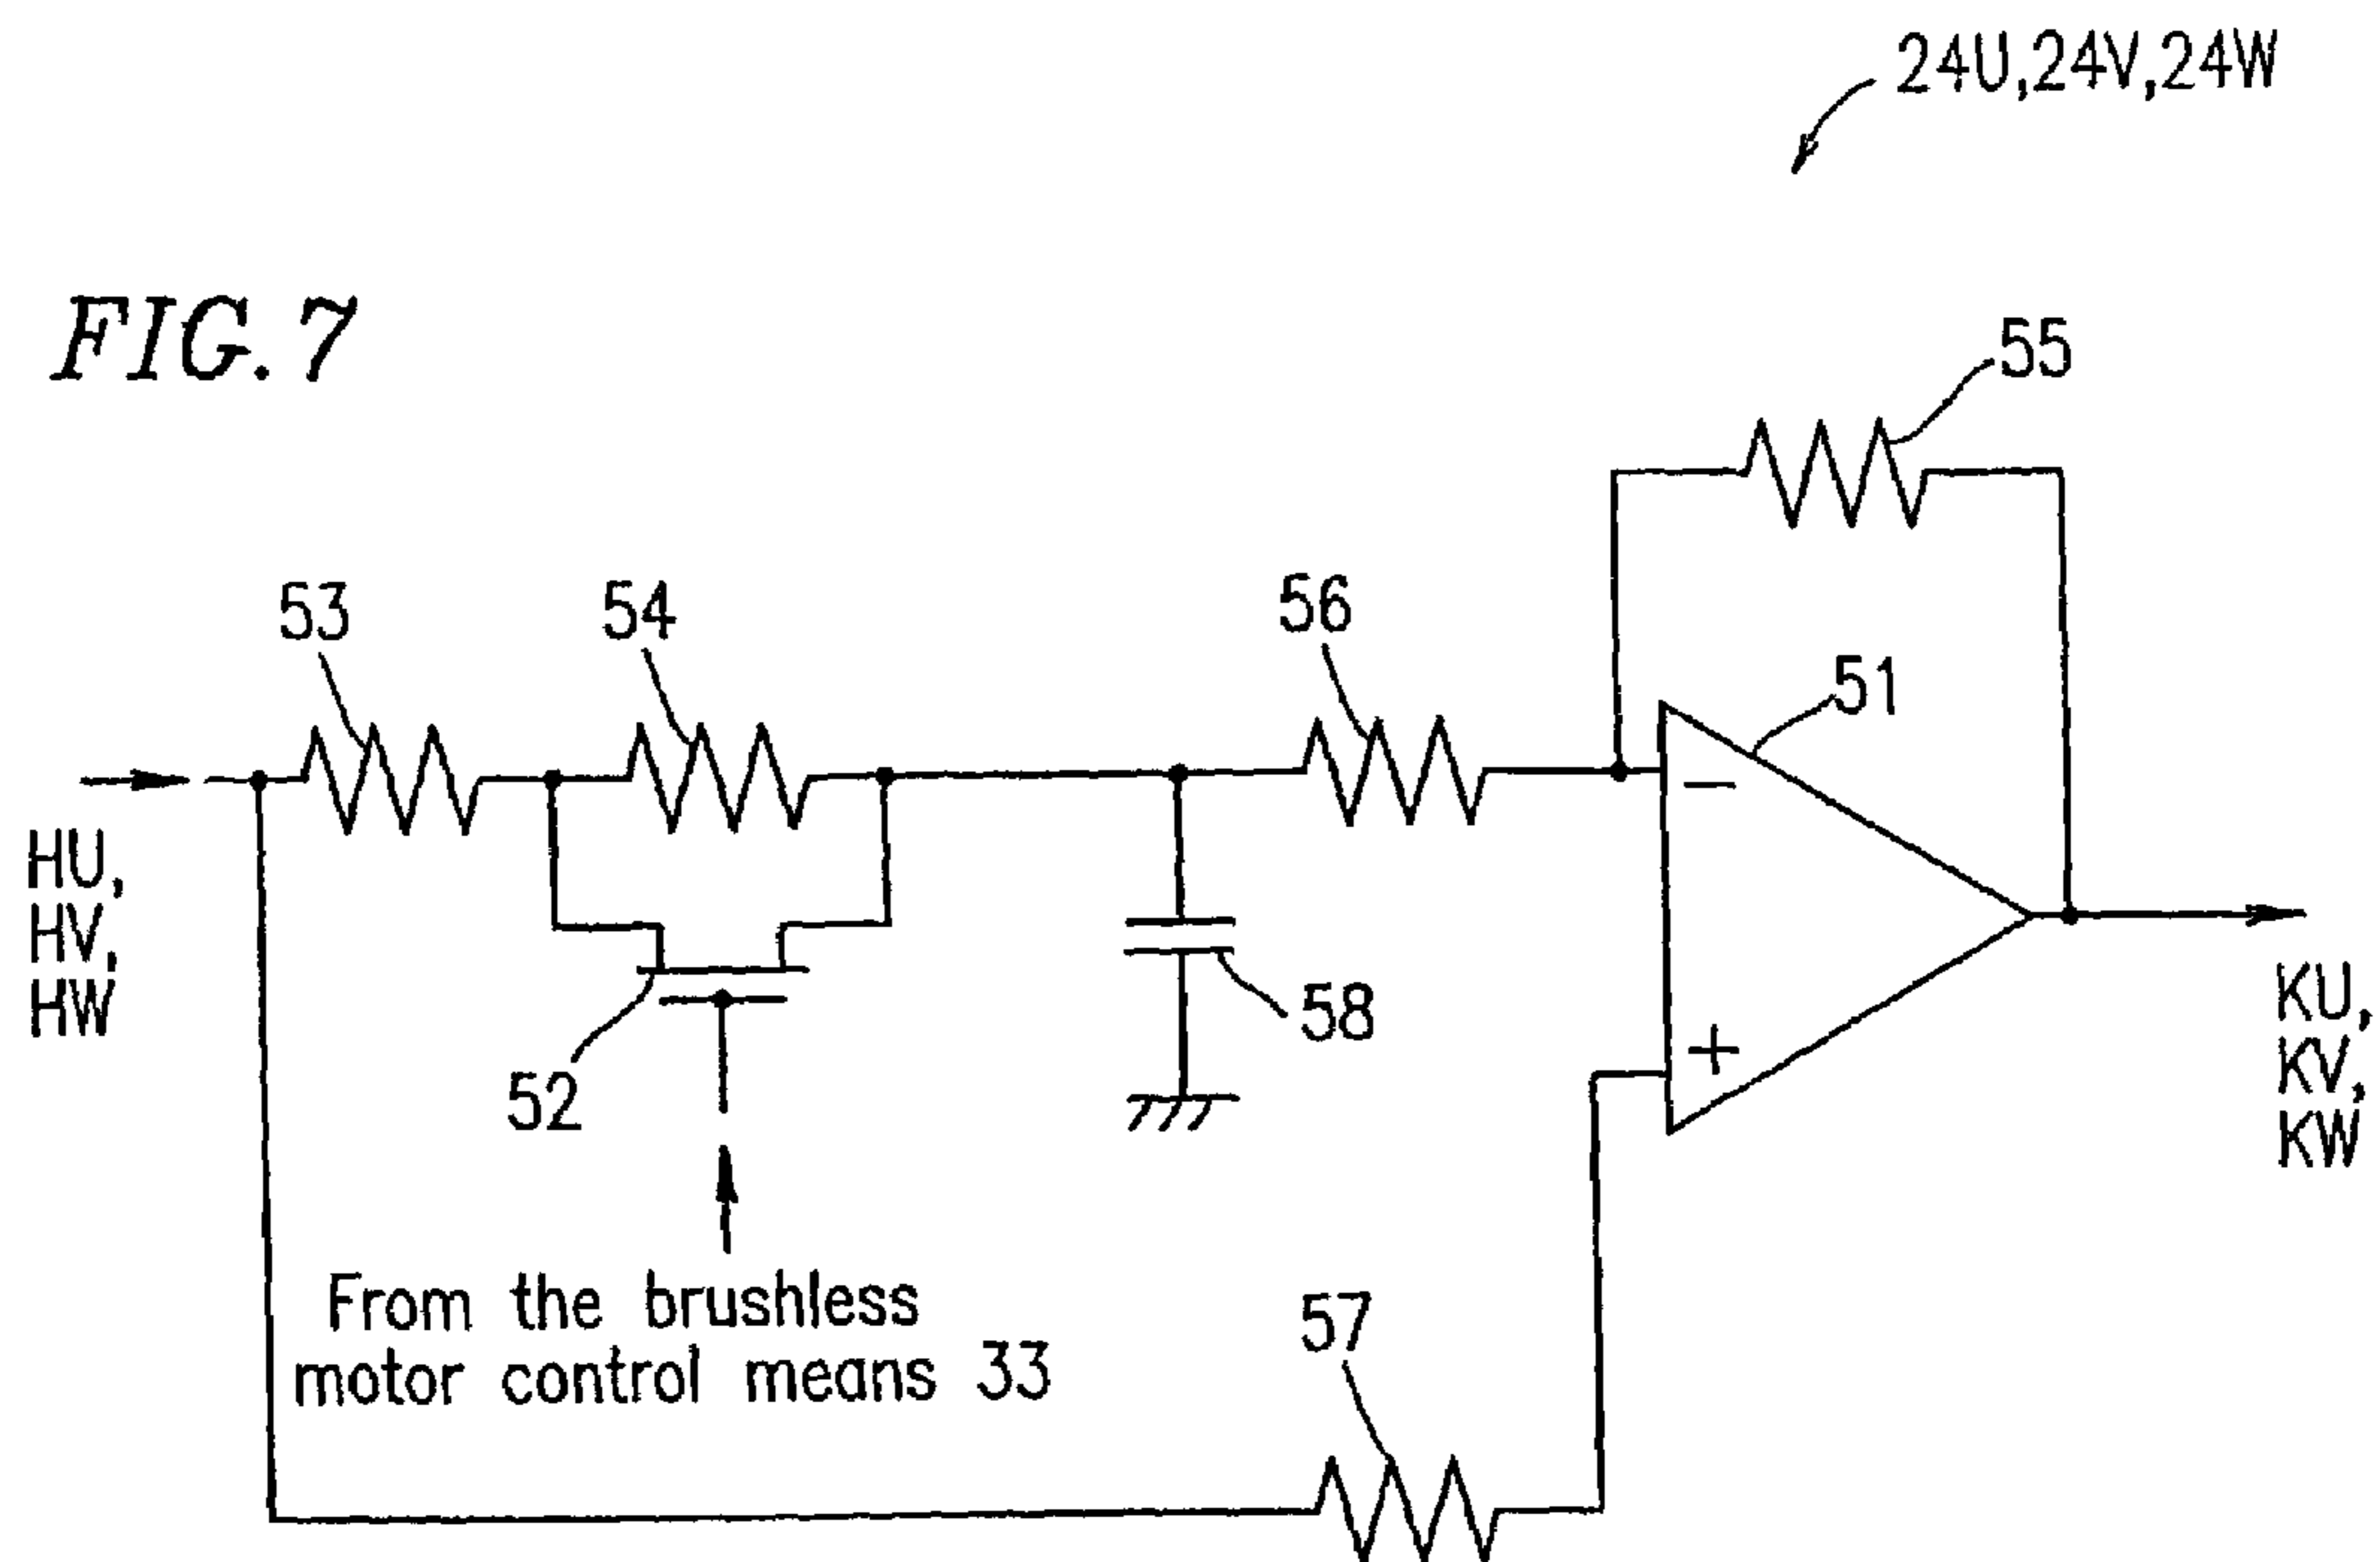 24U,24V,24W
FIG. 7
55
53
54
56
51
HU,
HV,
HW
−
+
52
58
KU,
KV,
KW
From the brushless
motor control means 33
57